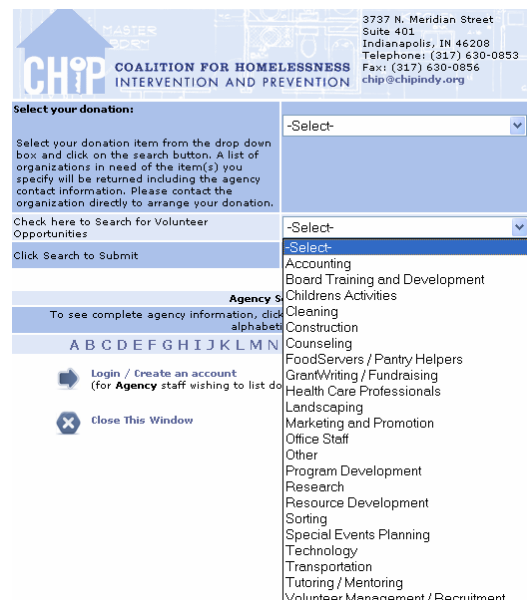 MASTER
3737 N. Meridian Street
Suite 401
Indianapolis, IN 46208
Telephone: (317) 630-0853
Fax: (317) 630-0856
chip@chipindy.org
CHIP
COALITION FOR HOMELESSNESS
INTERVENTION AND PREVENTION
Select your donation:
-Select-
Select your donation item from the drop down
box and click on the search button. A list of
organizations in need of the item(s) you
specify will be returned including the agency
contact information. Please contact the
organization directly to arrange your donation.
Check here to Search for Volunteer
Opportunities
-Select-
Click Search to Submit
-Select-
Accounting
Board Training and Development
Childrens Activities
Cleaning
Construction
Counseling
FoodServers / Pantry Helpers
GrantWriting / Fundraising
Health Care Professionals
Landscaping
Marketing and Promotion
Office Staff
Other
Program Development
Research
Resource Development
Sorting
Special Events Planning
Technology
Transportation
Tutoring / Mentoring
Volunteer Management / Recruitment
Agency S
To see complete agency information, clic
alphabeti
A B C D E F G H I J K L M N
Login / Create an account
(for Agency staff wishing to list do
Close This Window